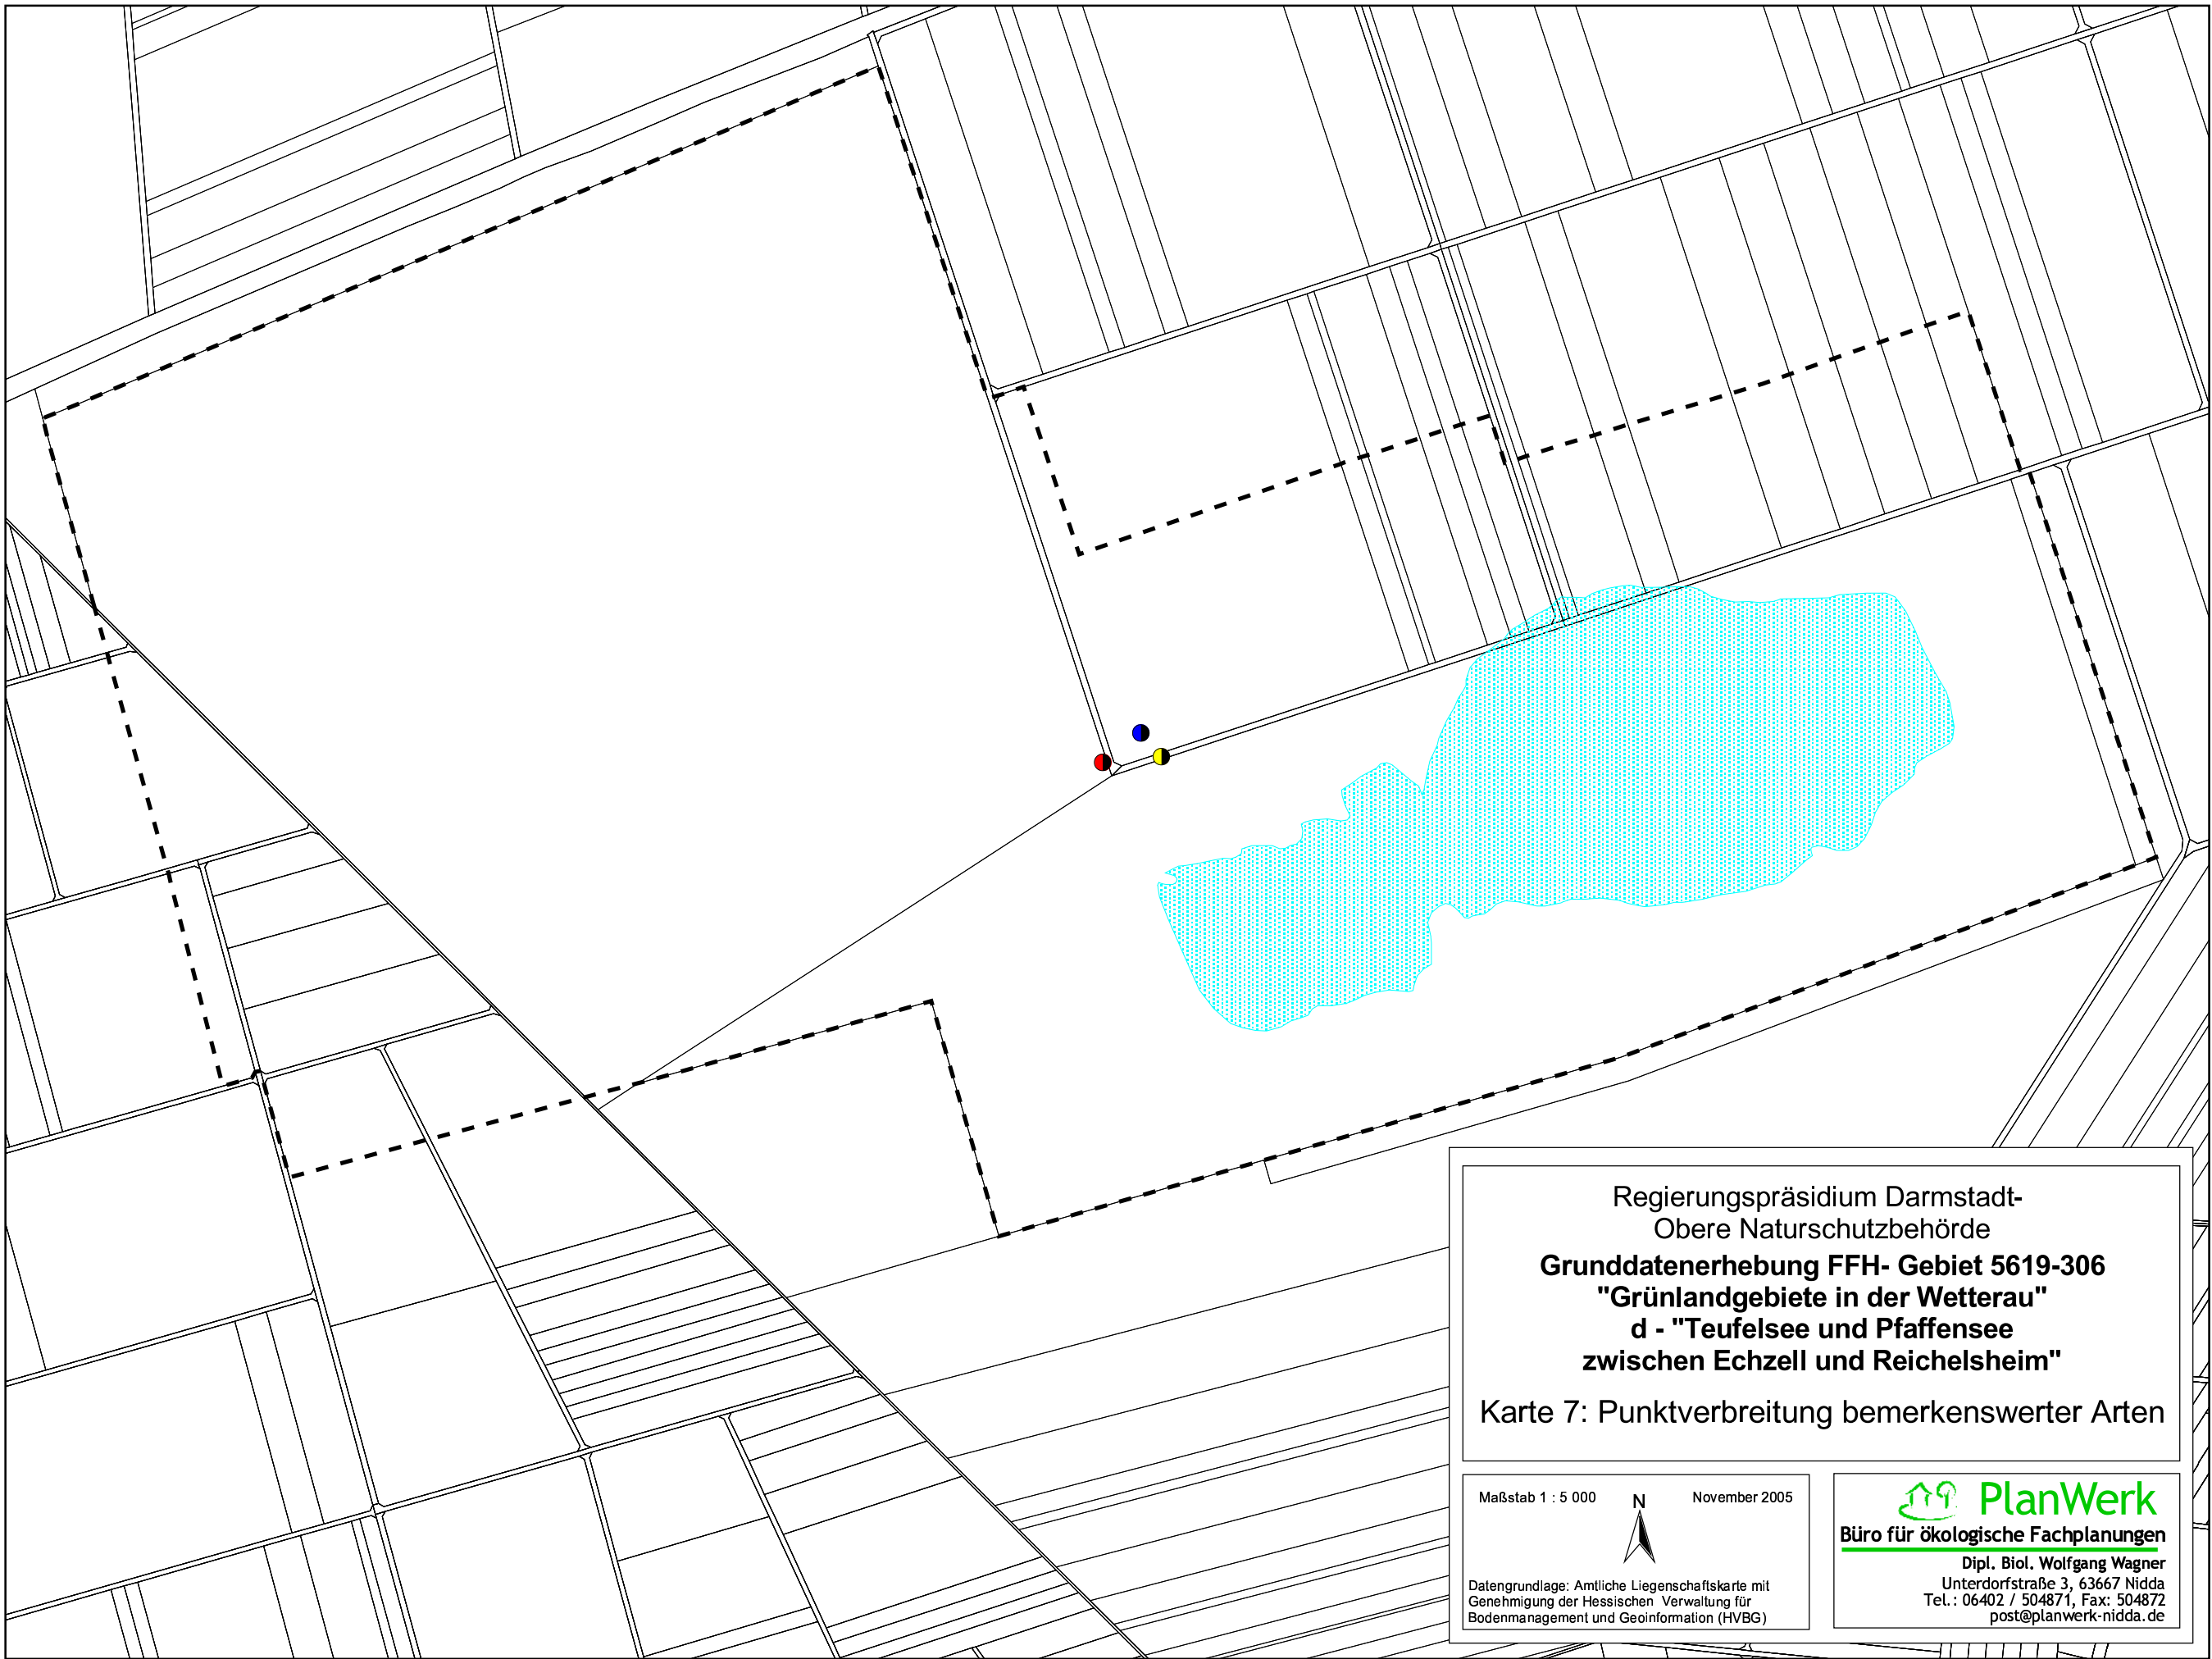 Regierungspräsidium Darmstadt-
Obere Naturschutzbehörde
Grunddatenerhebung FFH- Gebiet 5619-306
"Grünlandgebiete in der Wetterau"
d - "Teufelsee und Pfaffensee
zwischen Echzell und Reichelsheim"
Karte 7: Punktverbreitung bemerkenswerter Arten
Maßstab 1 : 5 000
N
November 2005
Datengrundlage: Amtliche Liegenschaftskarte mit
Genehmigung der Hessischen Verwaltung für
Bodenmanagement und Geoinformation (HVBG)
PlanWerk
Büro für ökologische Fachplanungen
Dipl. Biol. Wolfgang Wagner
Unterdorfstraße 3, 63667 Nidda
Tel.: 06402 / 504871, Fax: 504872
post@planwerk-nidda.de